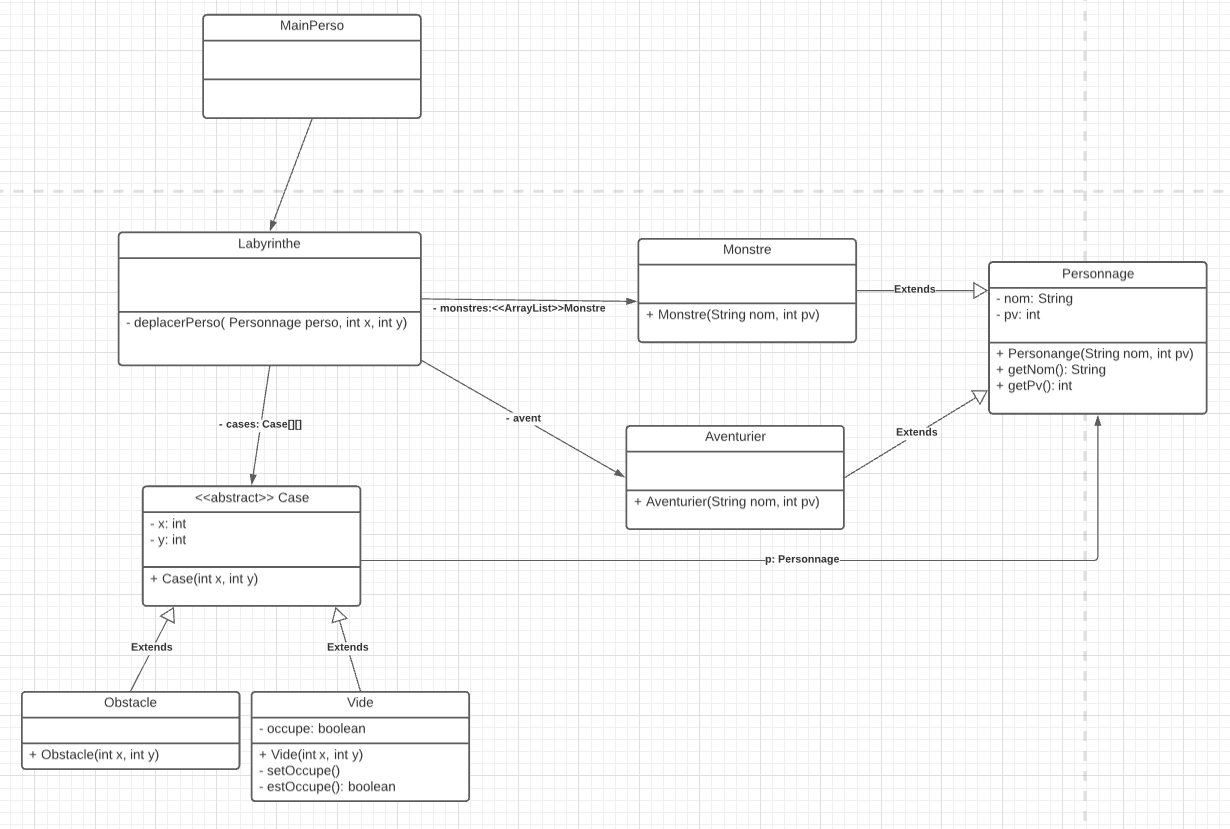 MainPerso
Labyrinthe
- deplacerPerso( Personnage perso, int x, int y)
- monstres:<<ArrayList>>Monstre
Monstre
+ Monstre(String nom, int pv)
Extends
Personnage
- nom: String
- pv: int
+ Personange(String nom, int pv)
+ getNom(): String
+ getPv(): int
- cases: Case[][]
- avent
Aventurier
+ Aventurier(String nom, int pv)
Extends
<<abstract>> Case
- x: int
- y: int
+ Case(int x, int y)
p: Personnage
Extends
Extends
Obstacle
+ Obstacle(int x, int y)
Vide
- occupe: boolean
+ Vide(int x, int y)
- setOccupe()
- estOccupe(): boolean